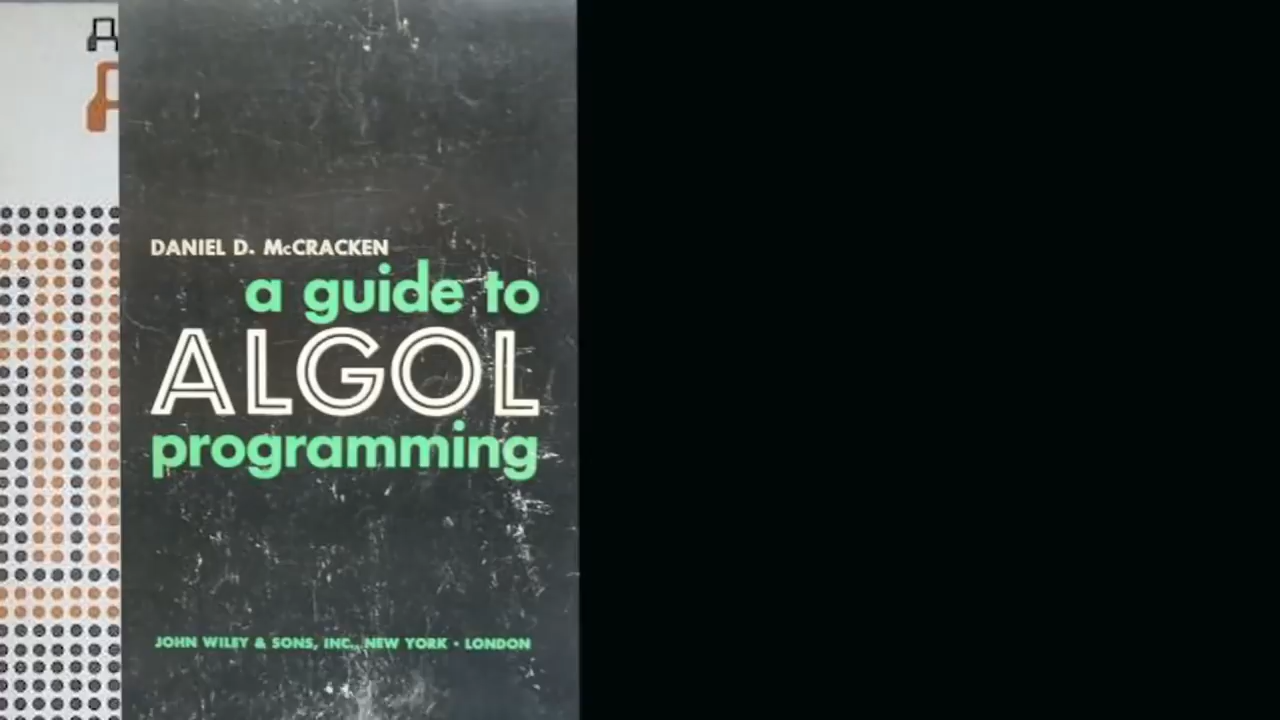 DANIEL D. McCRACKEN
a guide to
ALGOL
programming
JOHN WILEY & SONS, INC., NEW YORK • LONDON